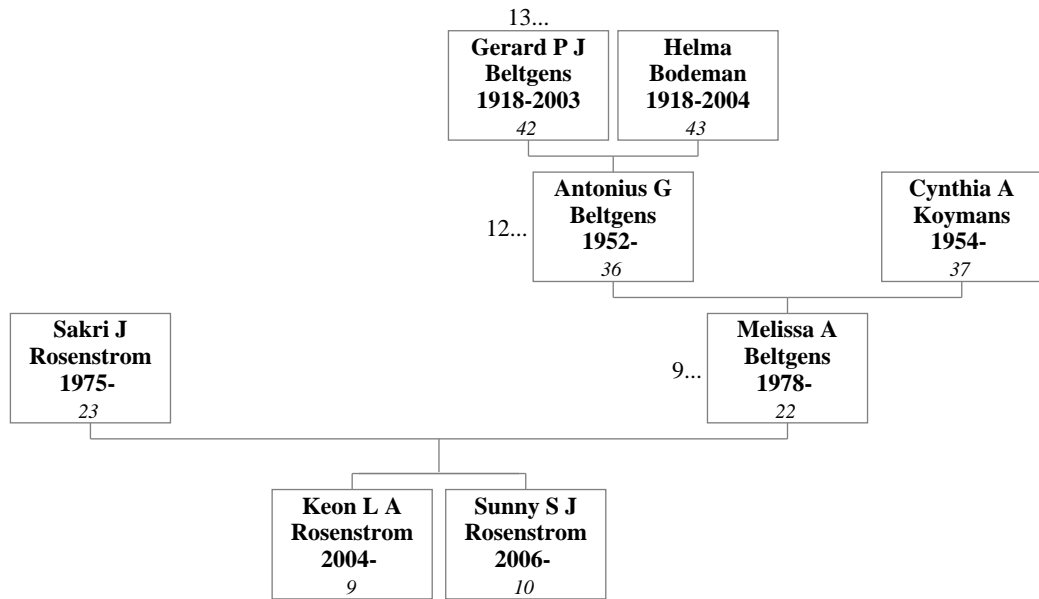 13...
Gerard P J
Beltgens
1918-2003
42
Helma
Bodeman
1918-2004
43
12...
Antonius G
Beltgens
1952-
36
Cynthia A
Koymans
1954-
37
Sakri J
Rosenstrom
1975-
23
9...
Melissa A
Beltgens
1978-
22
Keon L A
Rosenstrom
2004-
9
Sunny S J
Rosenstrom
2006-
10